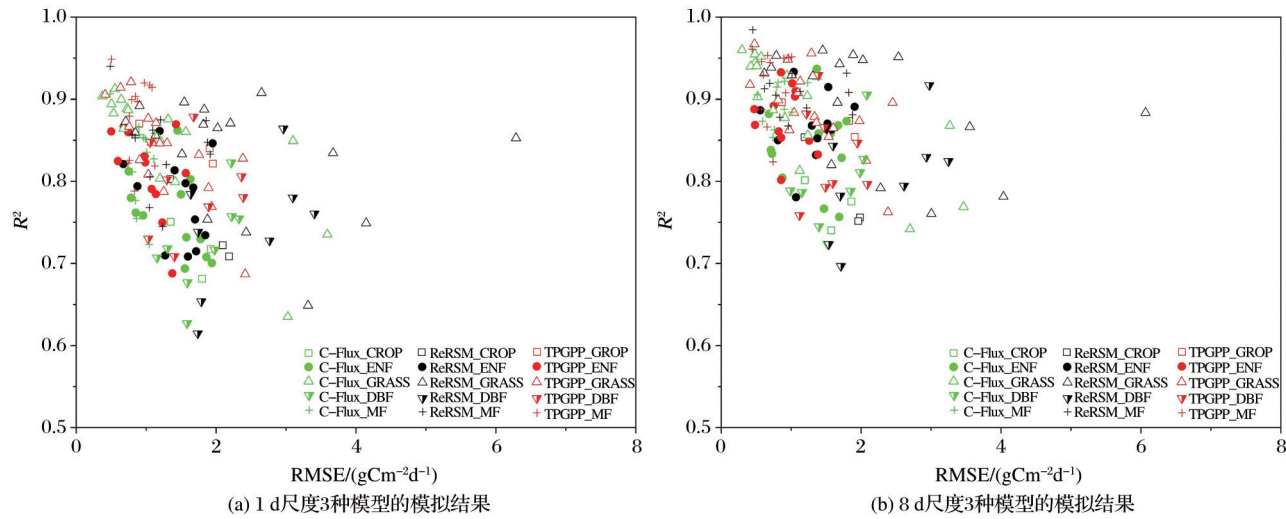 1.0
0.9
0.8
0.7
0.6
0.5
R²
0 2 4 6 8
RMSE/(gCm⁻²d⁻¹)
C−Flux_CROP ReRSM_CROP TPGPP_GROP
C−Flux_ENF ReRSM_ENF TPGPP_ENF
C−Flux_GRASS ReRSM_GRASS TPGPP_GRASS
C−Flux_DBF ReRSM_DBF TPGPP_DBF
C−Flux_MF ReRSM_MF TPGPP_MF
(a) 1 d尺度3种模型的模拟结果
1.0
0.9
0.8
0.7
0.6
0.5
R²
0 2 4 6 8
RMSE/(gCm⁻²d⁻¹)
C−Flux_CROP ReRSM_CROP TPGPP_GROP
C−Flux_ENF ReRSM_ENF TPGPP_ENF
C−Flux_GRASS ReRSM_GRASS TPGPP_GRASS
C−Flux_DBF ReRSM_DBF TPGPP_DBF
C−Flux_MF ReRSM_MF TPGPP_MF
(b) 8 d尺度3种模型的模拟结果